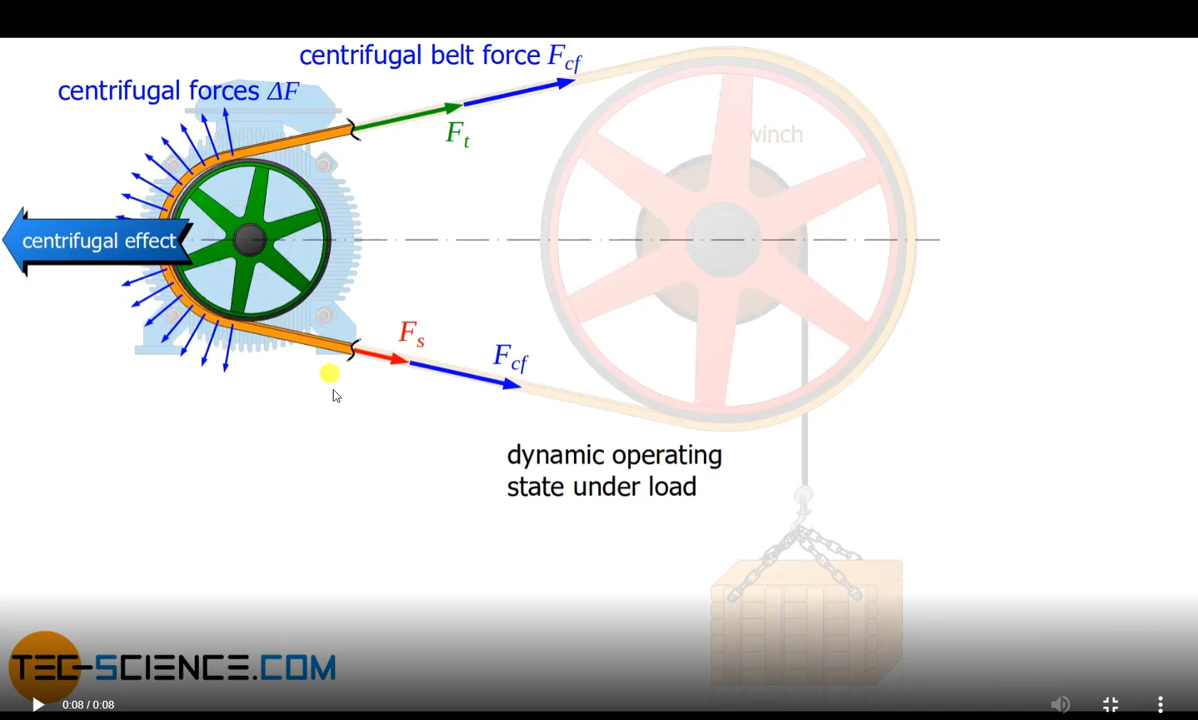 centrifugal belt force Fcf
centrifugal forces ΔF
Ft
winch
centrifugal effect
Fs
Fcf
dynamic operating
state under load
TEC-SCIENCE.COM
0:08 / 0:08